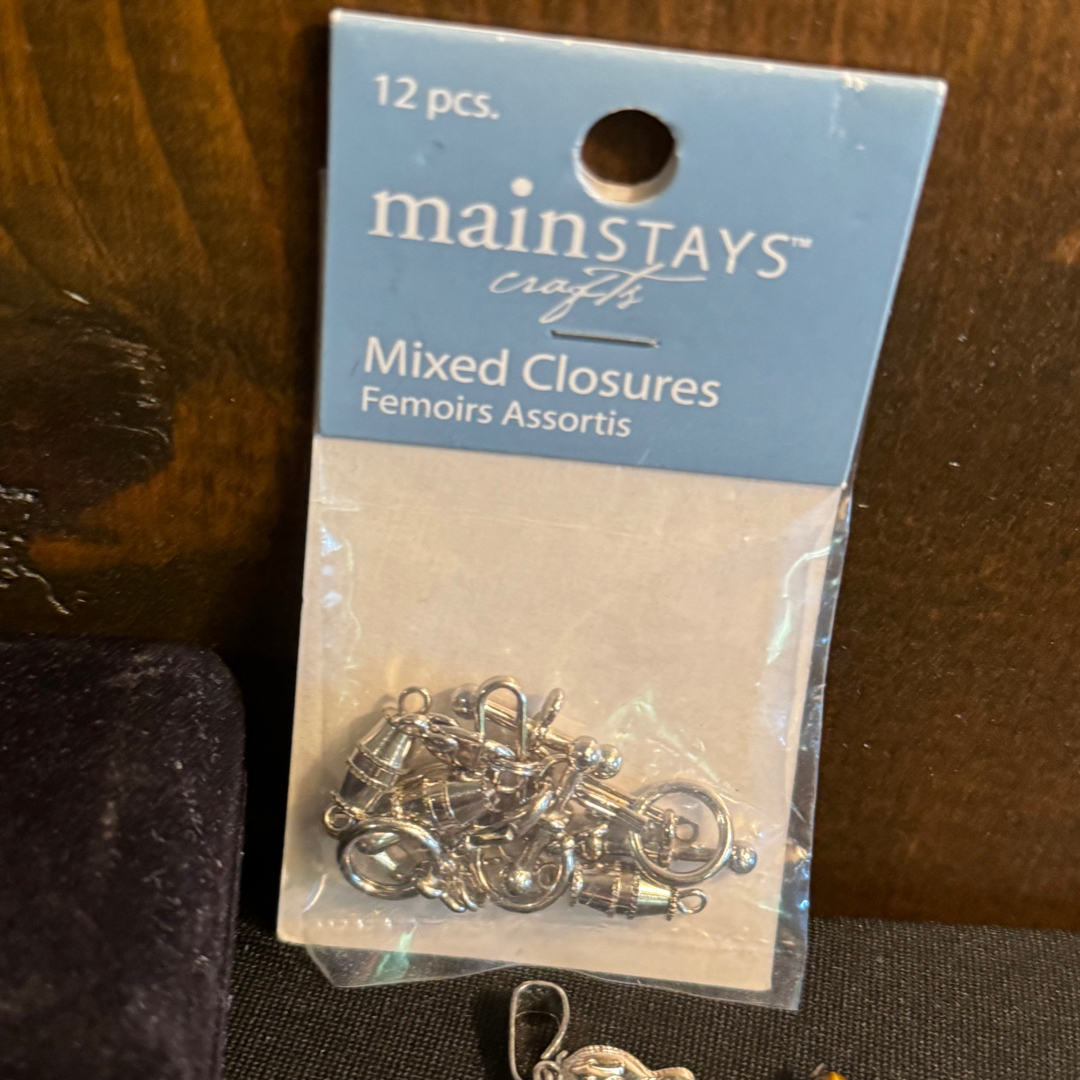 12 pcs.
mainSTAYS™
crafts
Mixed Closures
Femoirs Assortis